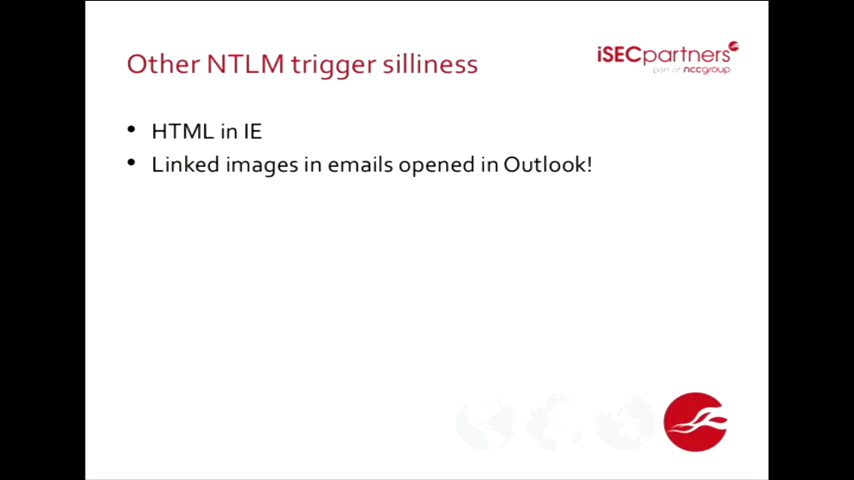 Other NTLM trigger silliness
iSECpartners
part of nccgroup
• HTML in IE
• Linked images in emails opened in Outlook!